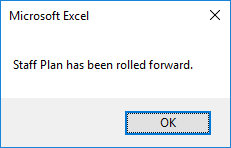 Microsoft Excel
Staff Plan has been rolled forward.
OK